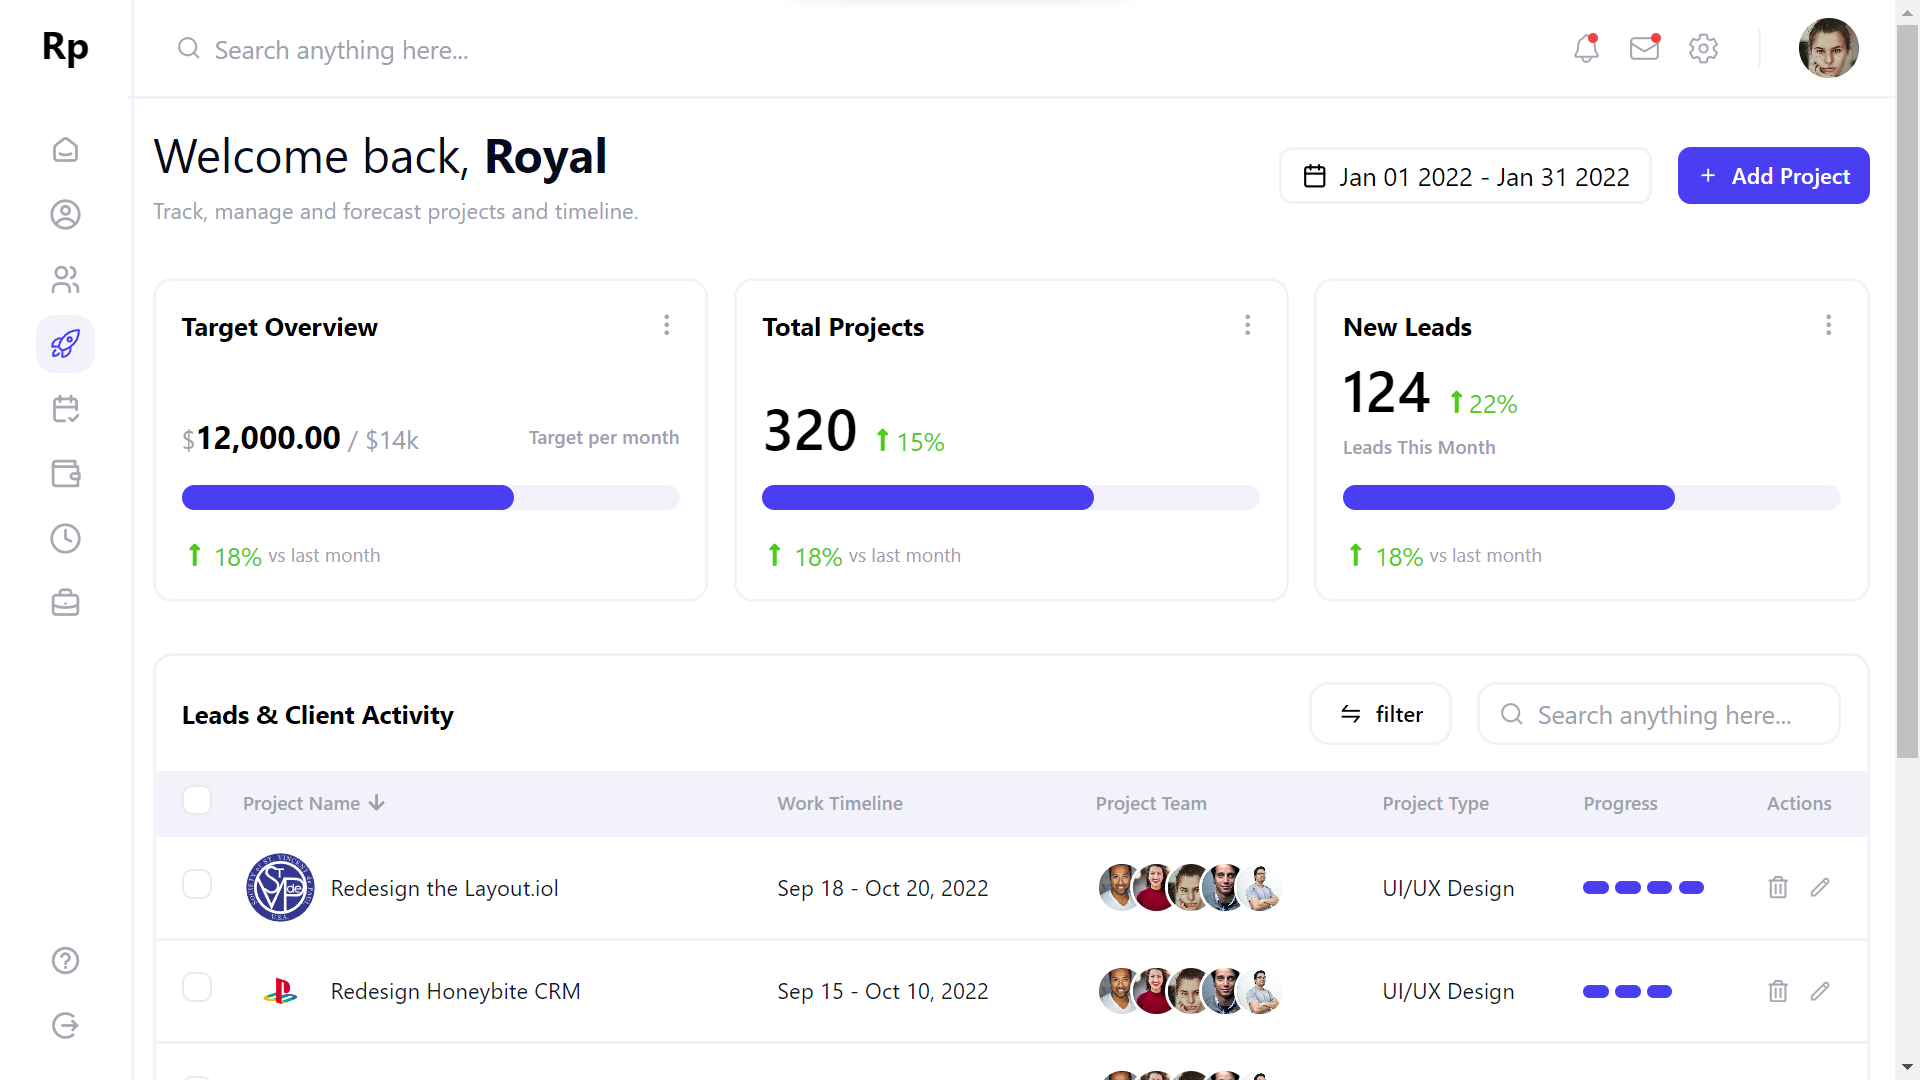 Rp
Search anything here...
Welcome back, Royal
Track, manage and forecast projects and timeline.
Jan 01 2022 - Jan 31 2022
+ Add Project
Target Overview
$12,000.00 / $14k
Target per month
18% vs last month
Total Projects
320 15%
18% vs last month
New Leads
124 22%
Leads This Month
18% vs last month
Leads & Client Activity
filter
Search anything here...
Project Name Work Timeline Project Team Project Type Progress Actions
Redesign the Layout.iol Sep 18 - Oct 20, 2022 UI/UX Design
Redesign Honeybite CRM Sep 15 - Oct 10, 2022 UI/UX Design